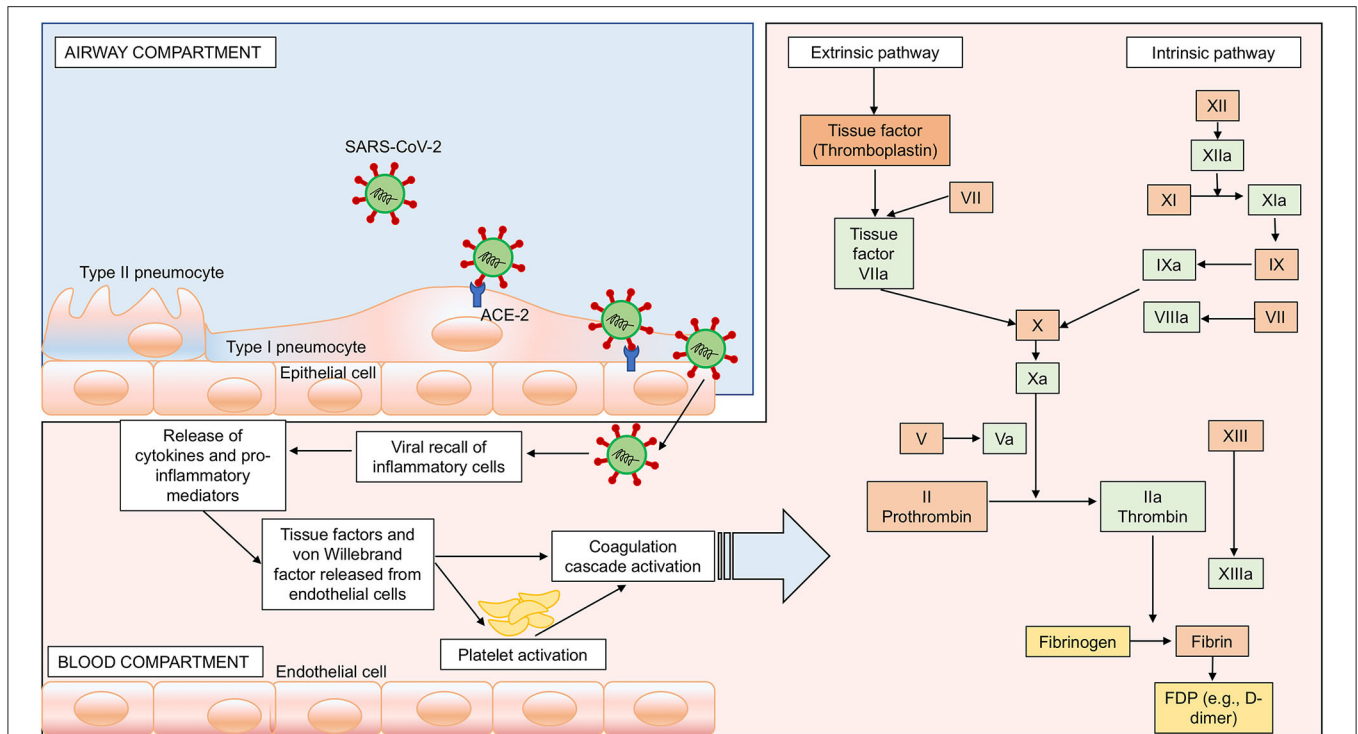 AIRWAY COMPARTMENT
SARS-CoV-2
Type II pneumocyte
ACE-2
Type I pneumocyte
Epithelial cell
Release of
cytokines and pro-
inflammatory
mediators
Viral recall of
inflammatory cells
Tissue factors and
von Willebrand
factor released from
endothelial cells
Coagulation
cascade activation
Platelet activation
BLOOD COMPARTMENT
Endothelial cell
Extrinsic pathway
Intrinsic pathway
Tissue factor
(Thromboplastin)
VII
Tissue
factor
VIIa
XII
XIIa
XI
XIa
IXa
IX
VIIIa
VII
X
Xa
V
Va
XIII
II
Prothrombin
IIa
Thrombin
XIIIa
Fibrinogen
Fibrin
FDP (e.g., D-
dimer)